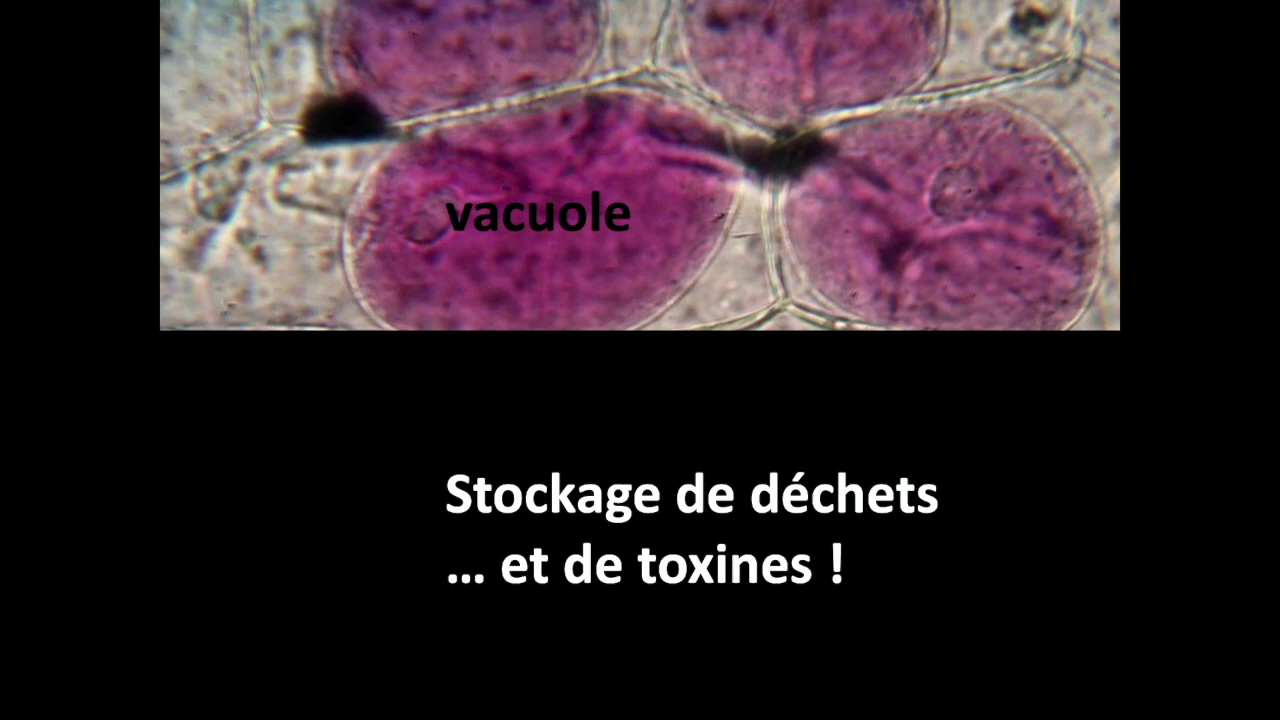 vacuole
Stockage de déchets
... et de toxines !